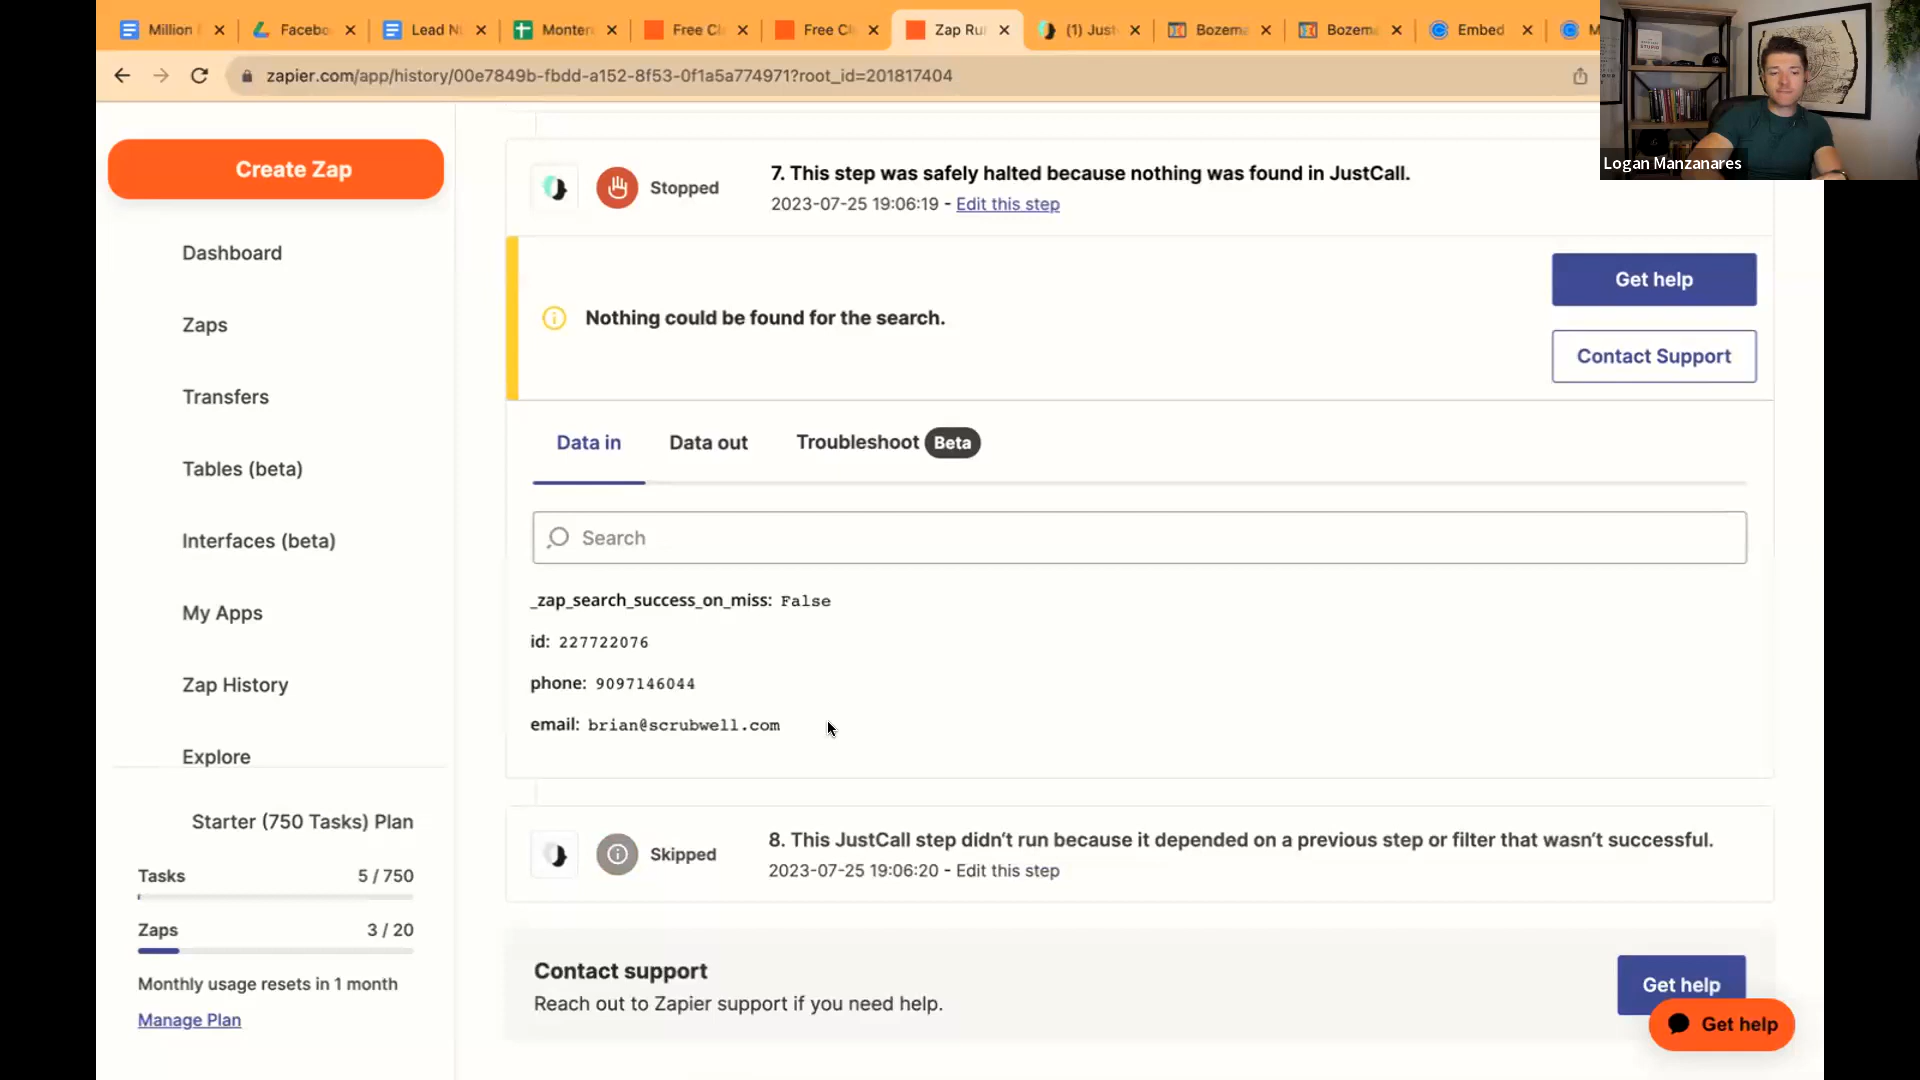 Million
Facebo
Lead N
Monter
Free C
Free C
Zap Ru
(1) Just
Bozema
Bozem
Embed
M
zapier.com/app/history/00e7849b-fbdd-a152-8f53-0f1a5a774971?root_id=201817404
Logan Manzanares
Create Zap
Dashboard
Zaps
Transfers
Tables (beta)
Interfaces (beta)
My Apps
Zap History
Explore
Starter (750 Tasks) Plan
Tasks 5 / 750
Zaps 3 / 20
Monthly usage resets in 1 month
Manage Plan
Stopped
7. This step was safely halted because nothing was found in JustCall.
2023-07-25 19:06:19 - Edit this step
Nothing could be found for the search.
Get help
Contact Support
Data in Data out Troubleshoot Beta
Search
_zap_search_success_on_miss: False
id: 227722076
phone: 9097146044
email: brian@scrubwell.com
Skipped
8. This JustCall step didn't run because it depended on a previous step or filter that wasn't successful.
2023-07-25 19:06:20 - Edit this step
Contact support
Reach out to Zapier support if you need help.
Get help
Get help